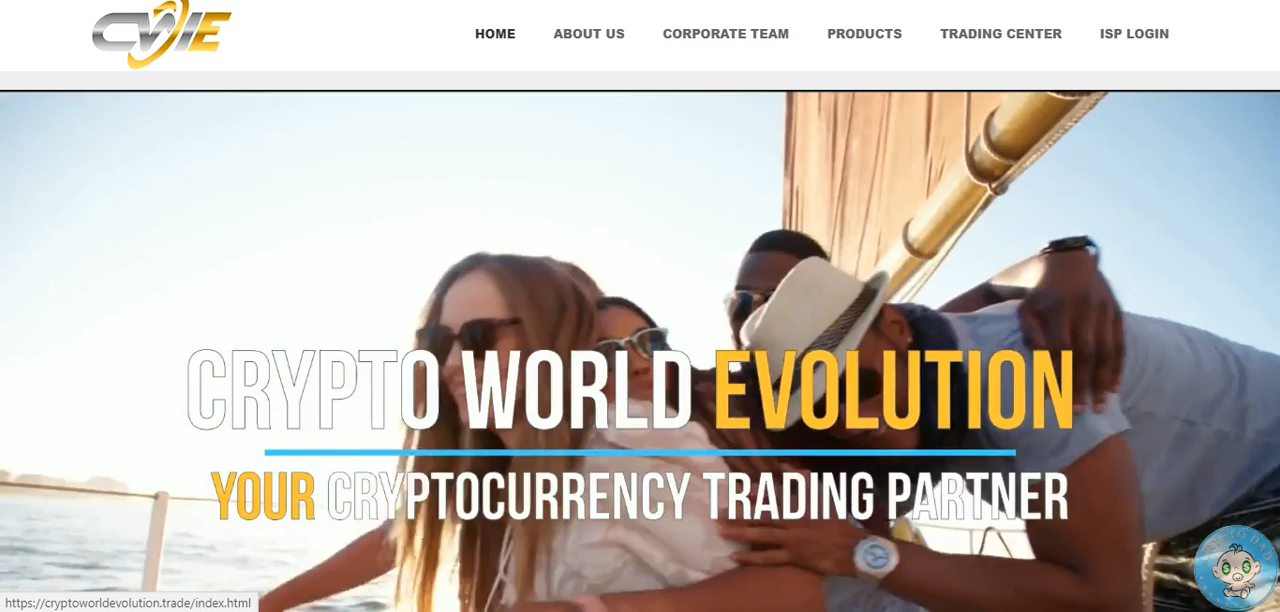 CWE
HOME ABOUT US CORPORATE TEAM PRODUCTS TRADING CENTER ISP LOGIN
CRYPTO WORLD EVOLUTION
YOUR CRYPTOCURRENCY TRADING PARTNER
https://cryptoworldevolution.trade/index.html